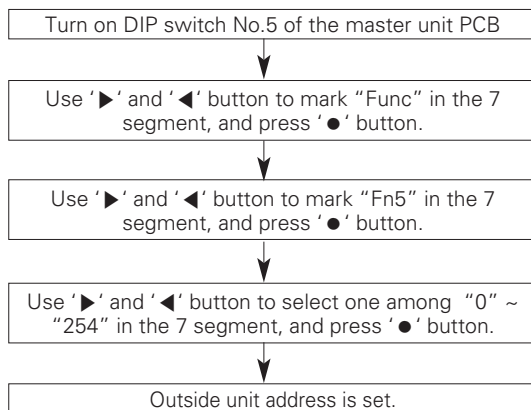 Turn on DIP switch No.5 of the master unit PCB
Use ‘▶‘ and ‘◀‘ button to mark “Func” in the 7
segment, and press ‘●‘ button.
Use ‘▶‘ and ‘◀‘ button to mark “Fn5” in the 7
segment, and press ‘●‘ button.
Use ‘▶‘ and ‘◀‘ button to select one among “0” ~
“254” in the 7 segment, and press ‘●‘ button.
Outside unit address is set.